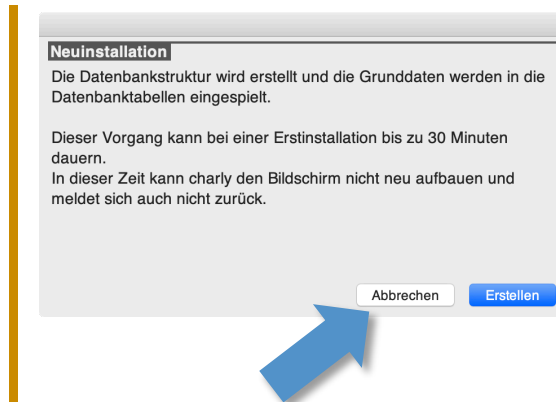 Neuinstallation
Die Datenbankstruktur wird erstellt und die Grunddaten werden in die
Datenbanktabellen eingespielt.
Dieser Vorgang kann bei einer Erstinstallation bis zu 30 Minuten
dauern.
In dieser Zeit kann charly den Bildschirm nicht neu aufbauen und
meldet sich auch nicht zurück.
Abbrechen Erstellen